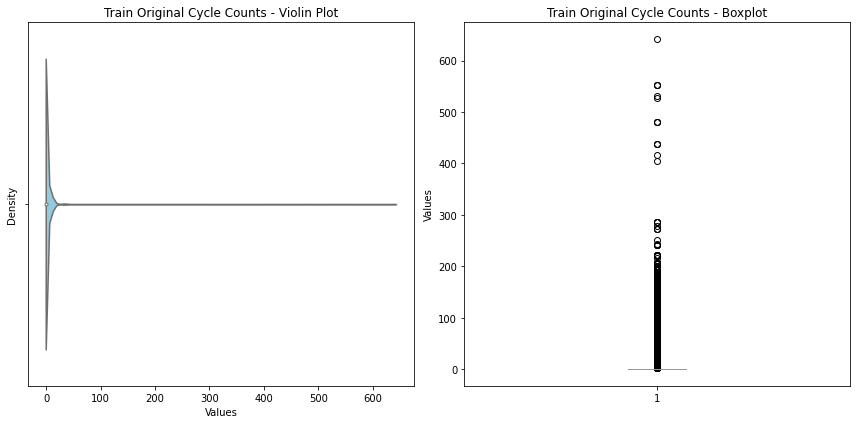 Train Original Cycle Counts - Violin Plot
Density
0 100 200 300 400 500 600
Values
Train Original Cycle Counts - Boxplot
Values
600
500
400
300
200
100
0
1